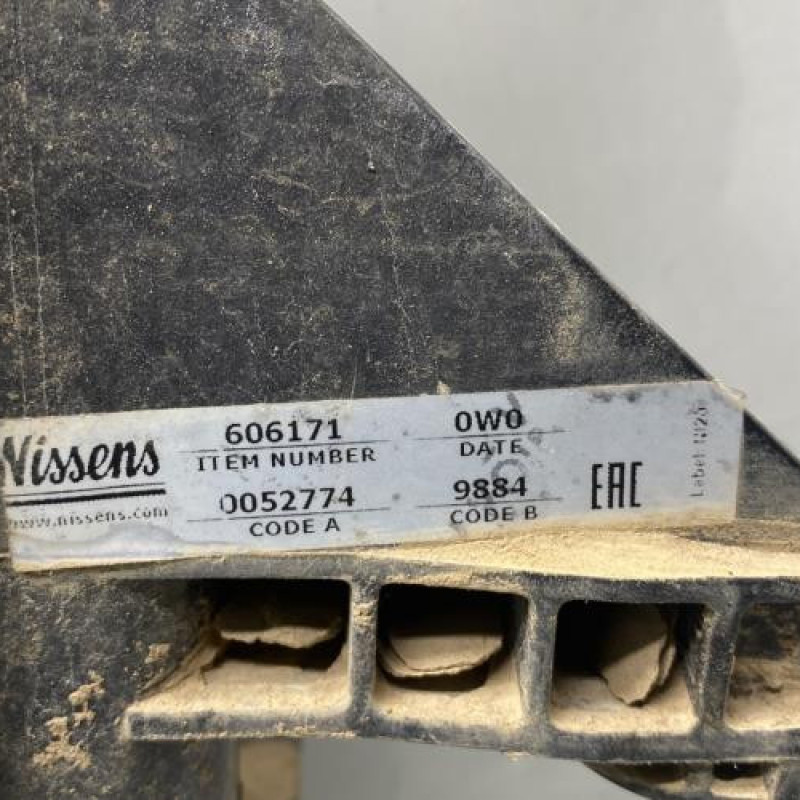 Nissens
www.nissens.com
606171
ITEM NUMBER
0W0
DATE
0052774
CODE A
9884
CODE B
EAC